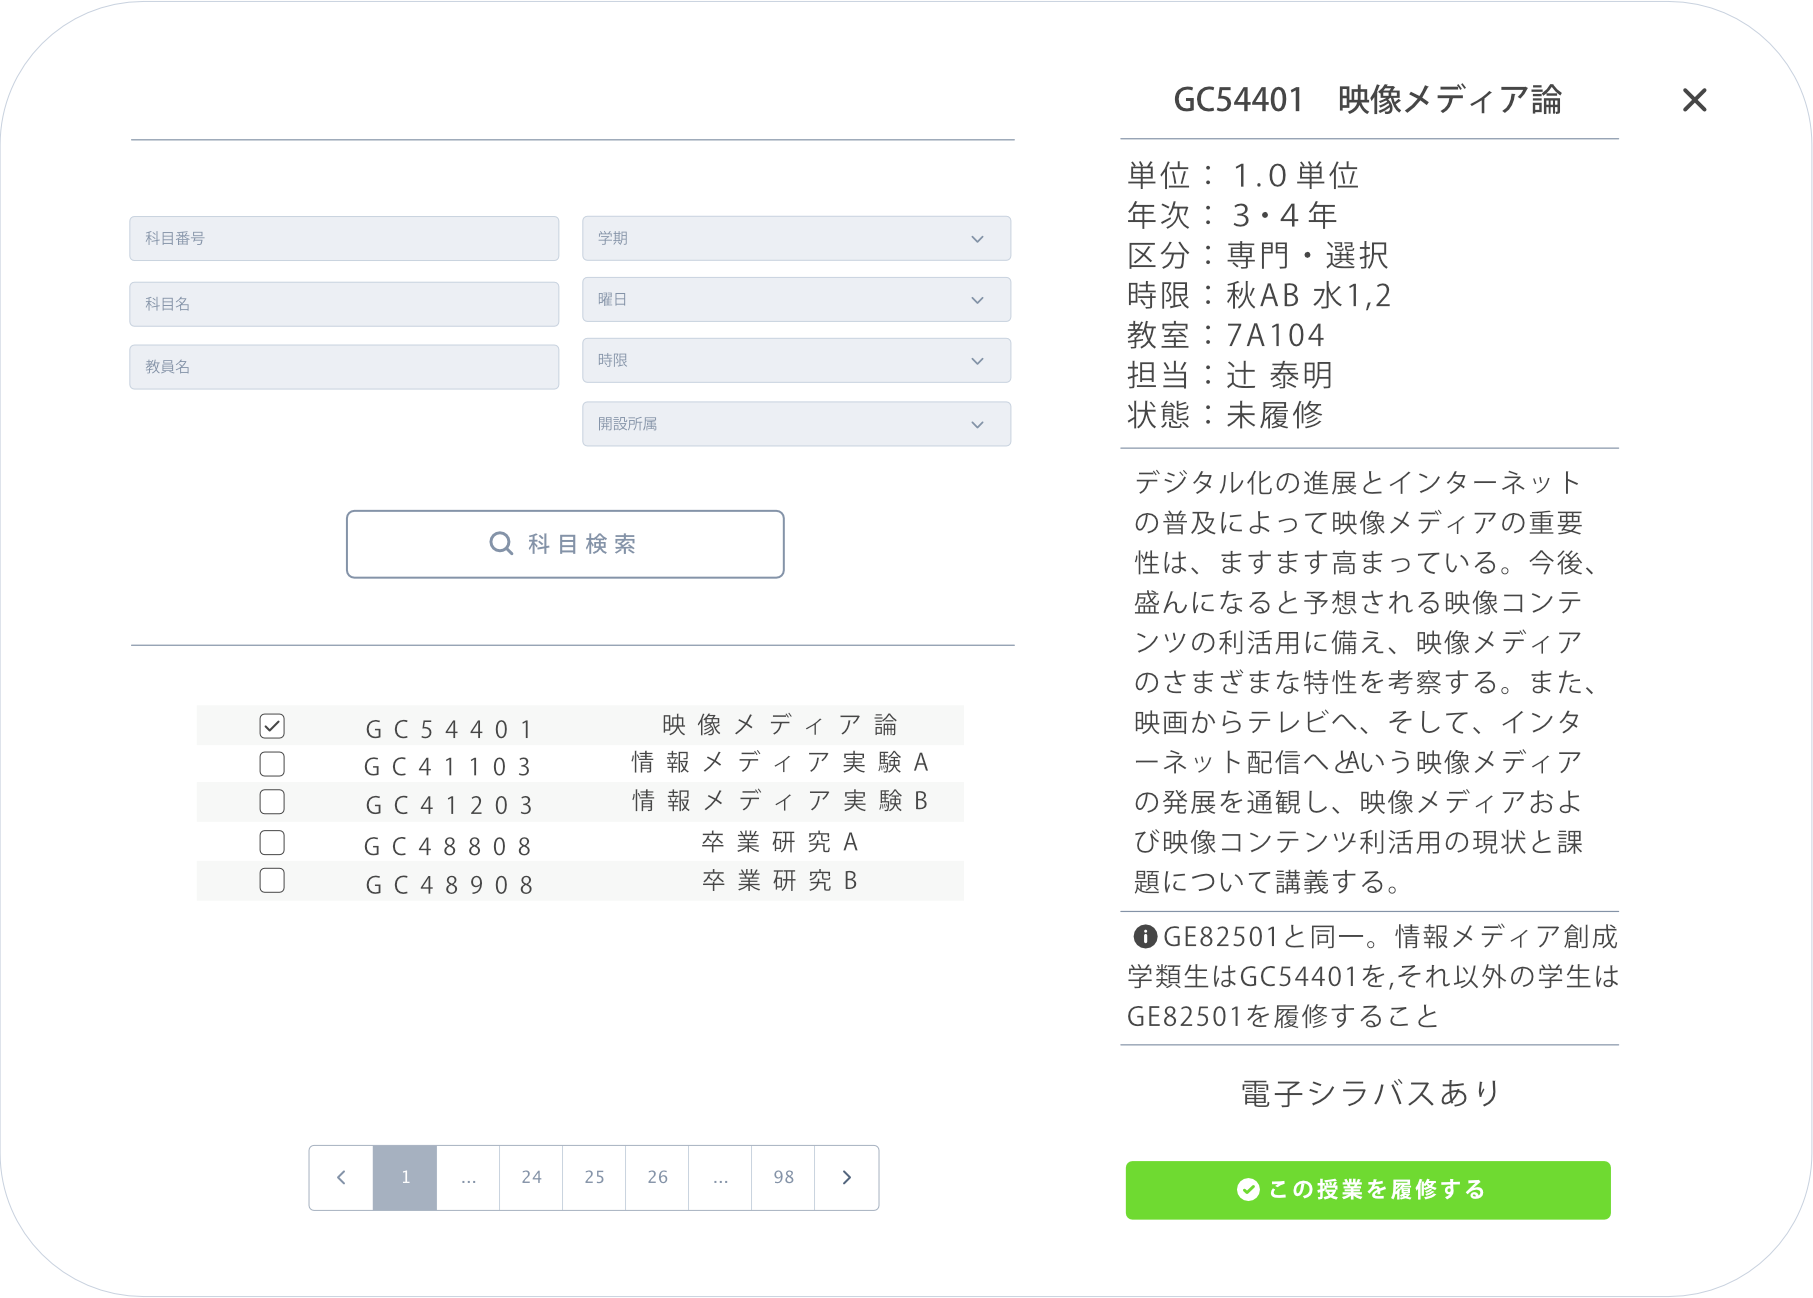 科目番号
科目名
教員名
学期
曜日
時限
開設所属
科目検索
GC54401 映像メディア論
GC41103 情報メディア実験A
GC41203 情報メディア実験B
GC48808 卒業研究A
GC48908 卒業研究B
1 ... 24 25 26 ... 98
GC54401　映像メディア論
単位： 1.0単位
年次： 3・4年
区分：専門・選択
時限：秋AB 水1,2
教室：7A104
担当：辻 泰明
状態：未履修
デジタル化の進展とインターネット
の普及によって映像メディアの重要
性は、ますます高まっている。今後、
盛んになると予想される映像コンテ
ンツの利活用に備え、映像メディア
のさまざまな特性を考察する。また、
映画からテレビへ、そして、インタ
ーネット配信へという映像メディア
の発展を通観し、映像メディアおよ
び映像コンテンツ利活用の現状と課
題について講義する。
GE82501と同一。情報メディア創成
学類生はGC54401を,それ以外の学生は
GE82501を履修すること
電子シラバスあり
この授業を履修する